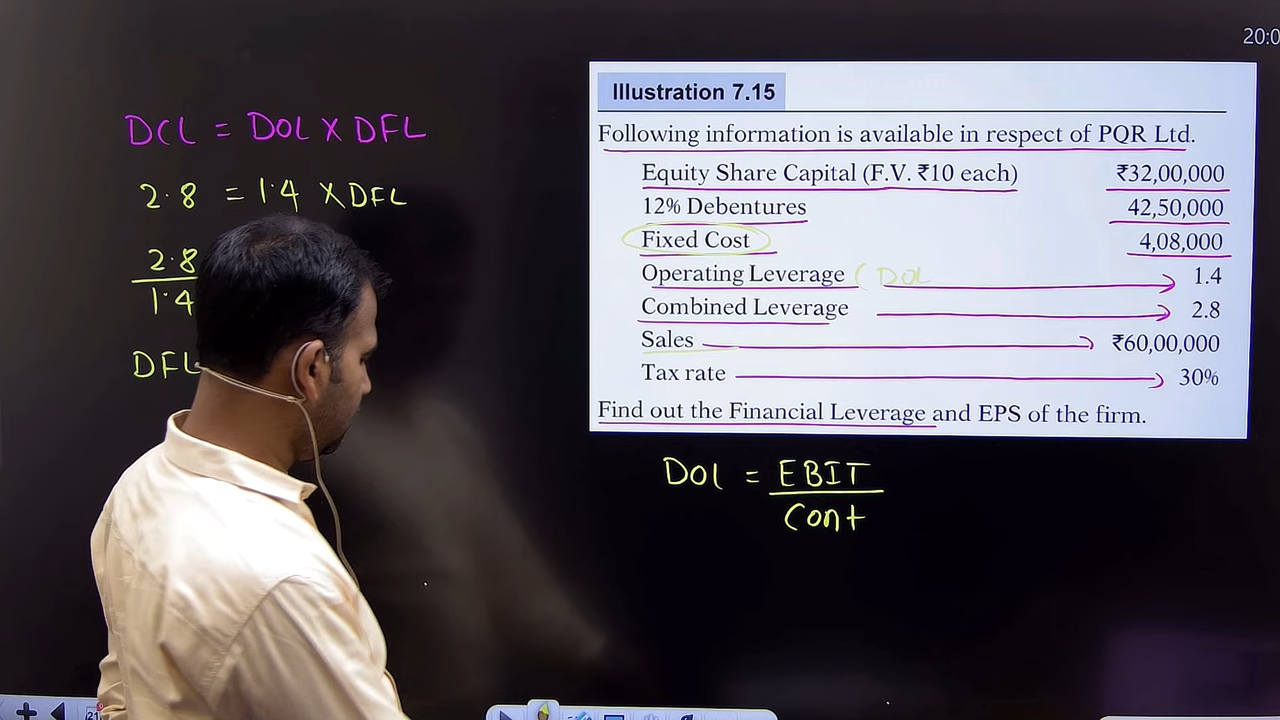 20:0
DCL = DOL X DFL
2.8 = 1.4 X DFL
2.8
1.4
DFL
Illustration 7.15
Following information is available in respect of PQR Ltd.
Equity Share Capital (F.V. ₹10 each) ₹32,00,000
12% Debentures 42,50,000
Fixed Cost 4,08,000
Operating Leverage ( DOL 1.4
Combined Leverage 2.8
Sales ₹60,00,000
Tax rate 30%
Find out the Financial Leverage and EPS of the firm.
DOL = EBIT
Cont
21